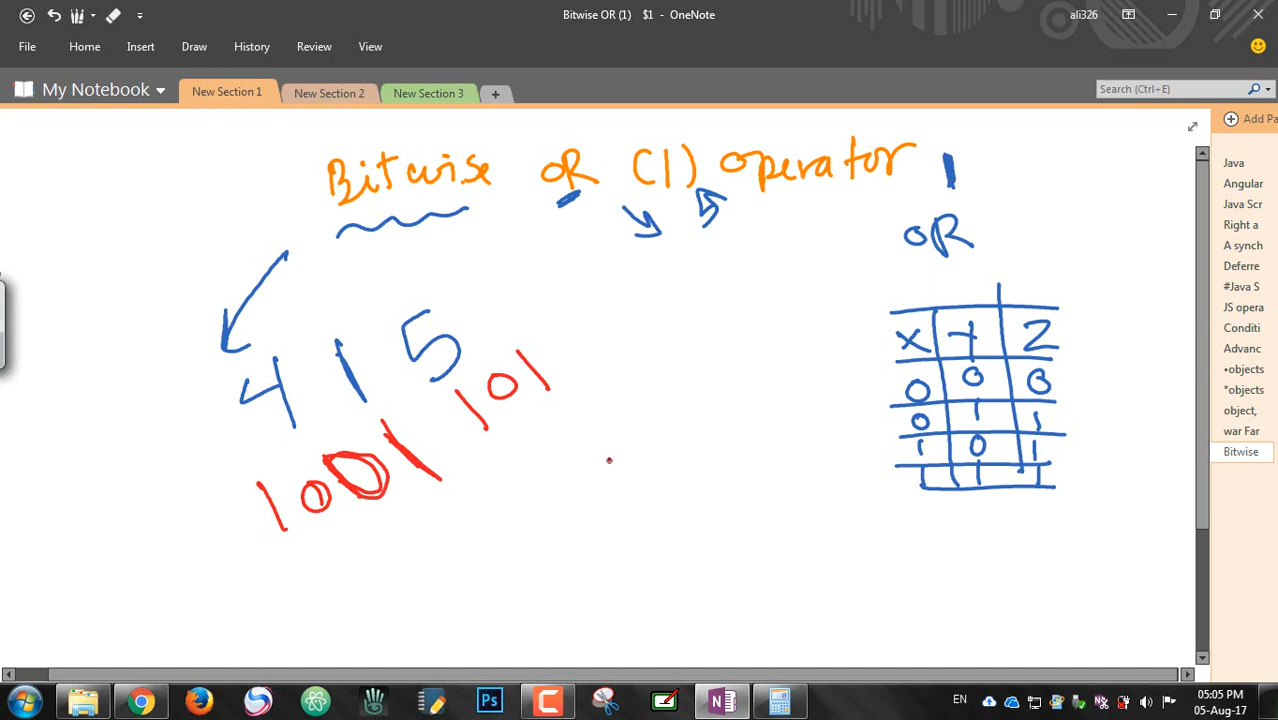 Bitwise OR (1) $1 - OneNote
ali326
File Home Insert Draw History Review View
My Notebook New Section 1 New Section 2 New Section 3 +
Search (Ctrl+E)
Add Pa
Java
Angular
Java Scr
Right a
A synch
Deferre
#Java S
JS opera
Conditi
Advanc
•objects
*objects
object,
war Far
Bitwise
Bitwise OR (|) operator |
OR
4 | 5
100 | 101
X Y Z
0 0 0
0 1 1
1 0 1
1 1 1
Ps
EN
05:05 PM
05-Aug-17